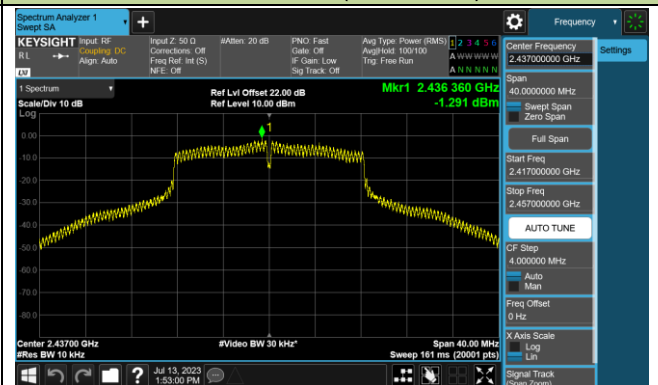 Spectrum Analyzer 1
Swept SA
Frequency
KEYSIGHT
RL
Input: RF
Coupling: DC
Align: Auto
Input Z: 50 Ω
Corrections: Off
Freq Ref: Int (S)
NFE: Off
#Atten: 20 dB
PNO: Fast
Gate: Off
IF Gain: Low
Sig Track: Off
Avg Type: Power (RMS)
Avg|Hold: 100/100
Trig: Free Run
1 2 3 4 5 6
A W W W W W
A N N N N N
LXI
1 Spectrum
Scale/Div 10 dB
Log
Ref Lvl Offset 22.00 dB
Ref Level 10.00 dBm
Mkr1 2.436 360 GHz
-1.291 dBm
1
0.00
-10.0
-20.0
-30.0
-40.0
-50.0
-60.0
-70.0
-80.0
Center 2.43700 GHz
#Res BW 10 kHz
#Video BW 30 kHz*
Span 40.00 MHz
Sweep 161 ms (20001 pts)
Jul 13, 2023
1:53:00 PM
Center Frequency
2.437000000 GHz
Settings
Span
40.0000000 MHz
Swept Span
Zero Span
Full Span
Start Freq
2.417000000 GHz
Stop Freq
2.457000000 GHz
AUTO TUNE
CF Step
4.000000 MHz
Auto
Man
Freq Offset
0 Hz
X Axis Scale
Log
Lin
Signal Track
(Span Zoom)